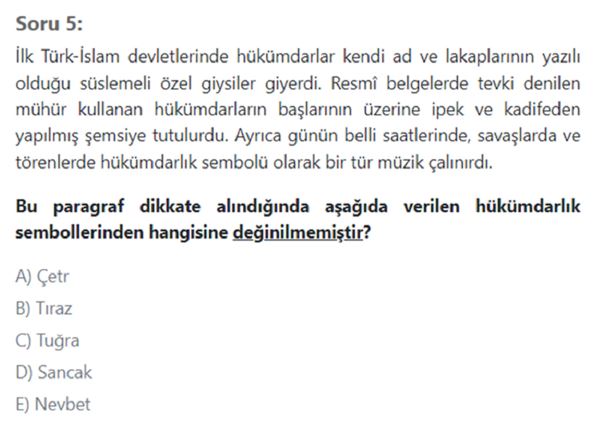 Soru 5:
İlk Türk-İslam devletlerinde hükümdarlar kendi ad ve lakaplarının yazılı
olduğu süslemeli özel giysiler giyerdi. Resmî belgelerde tevki denilen
mühür kullanan hükümdarların başlarının üzerine ipek ve kadifeden
yapılmış şemsiye tutulurdu. Ayrıca günün belli saatlerinde, savaşlarda ve
törenlerde hükümdarlık sembolü olarak bir tür müzik çalınırdı.
Bu paragraf dikkate alındığında aşağıda verilen hükümdarlık
sembollerinden hangisine değinilmemiştir?
A) Çetr
B) Tıraz
C) Tuğra
D) Sancak
E) Nevbet